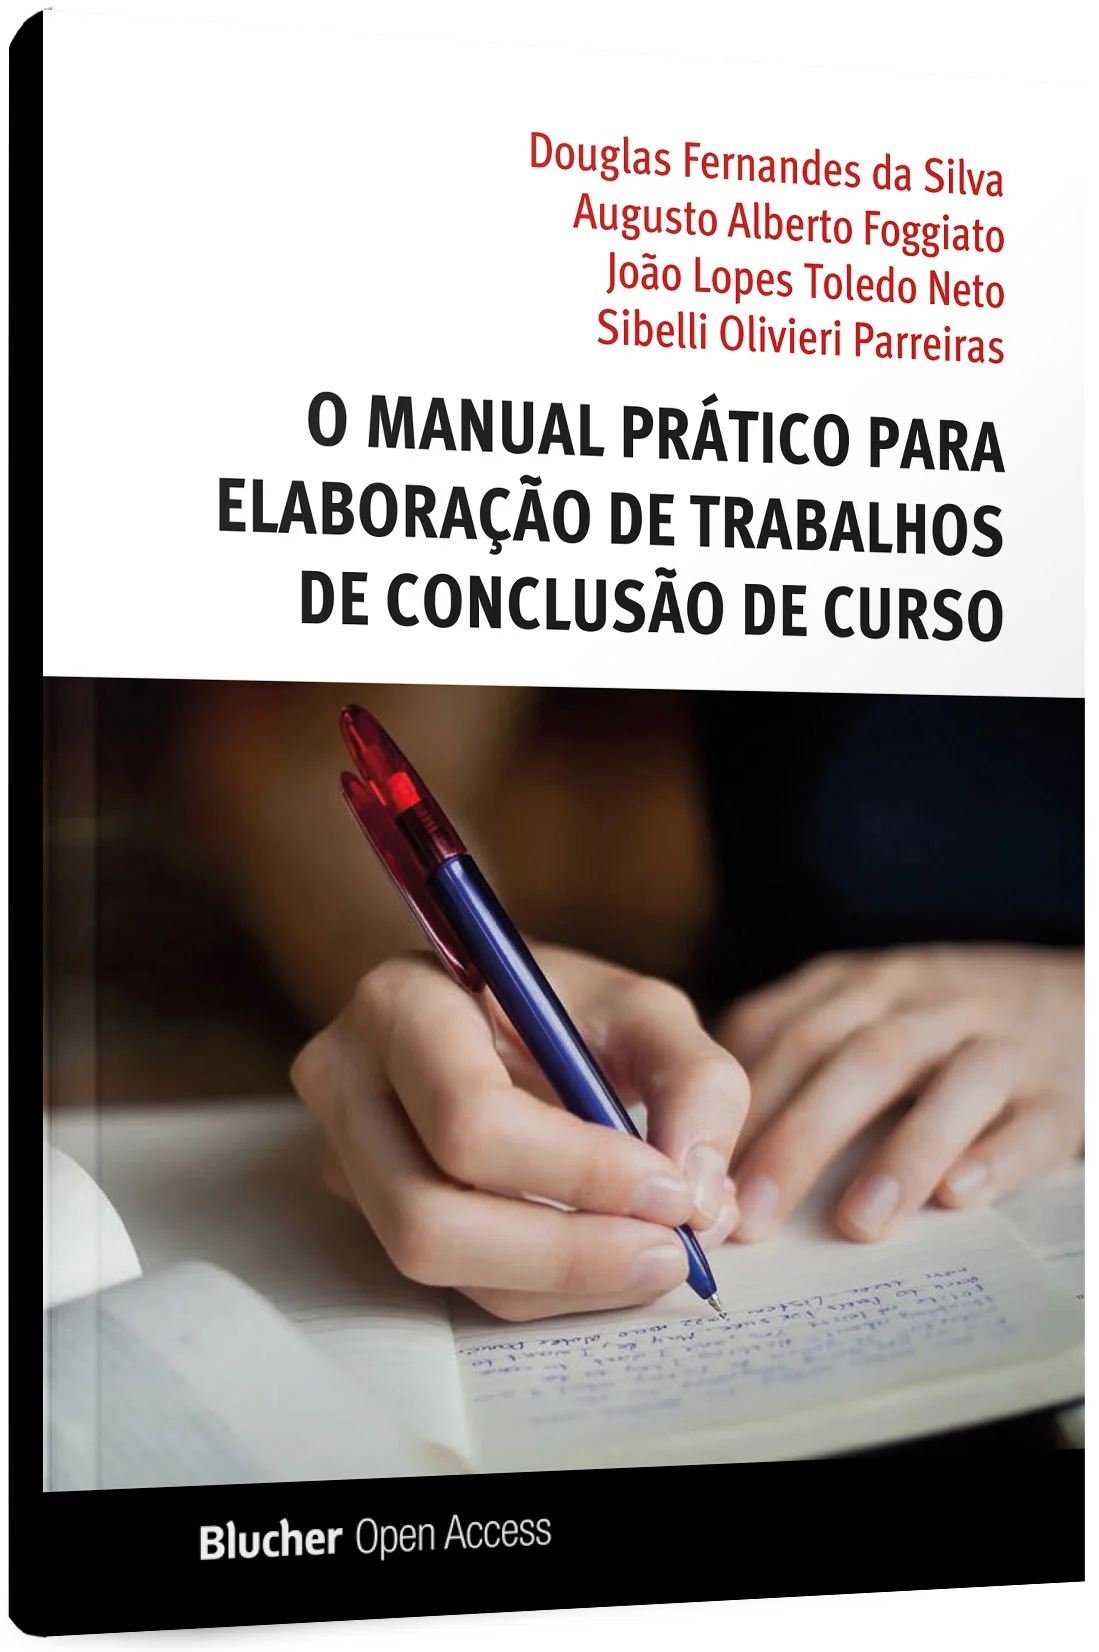 Douglas Fernandes da Silva
Augusto Alberto Foggiato
João Lopes Toledo Neto
Sibelli Olivieri Parreiras
O MANUAL PRÁTICO PARA
ELABORAÇÃO DE TRABALHOS
DE CONCLUSÃO DE CURSO
Blucher Open Access